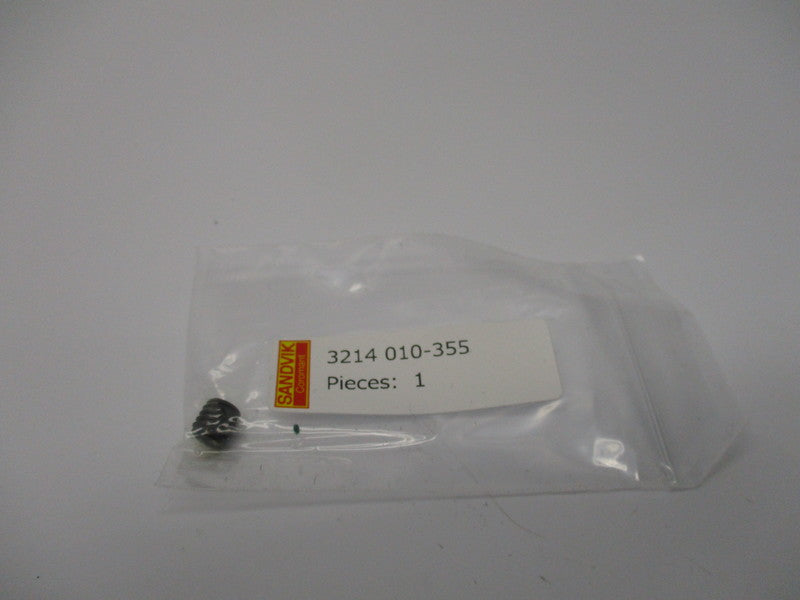 SANDVIK
Coromant
3214 010-355
Pieces: 1